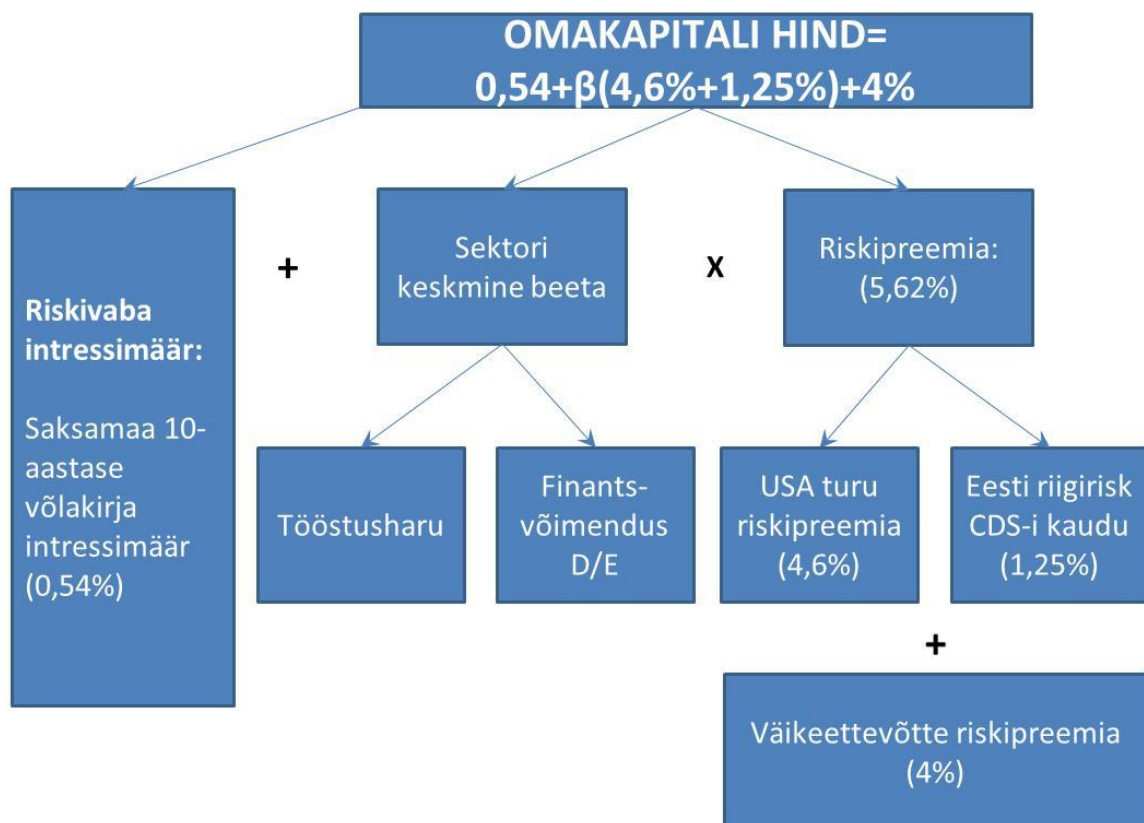 OMAKAPITALI HIND=
0,54+β(4,6%+1,25%)+4%
Riskivaba
intressimäär:
Saksamaa 10-
aastase
võlakirja
intressimäär
(0,54%)
+
Sektori
keskmine beeta
x
Riskipreemia:
(5,62%)
Tööstusharu
Finants-
võimendus
D/E
USA turu
riskipreemia
(4,6%)
Eesti riigirisk
CDS-i kaudu
(1,25%)
+
Väikeettevõtte riskipreemia
(4%)